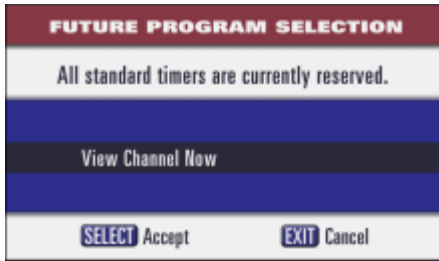 FUTURE PROGRAM SELECTION
All standard timers are currently reserved.
View Channel Now
SELECT Accept EXIT Cancel